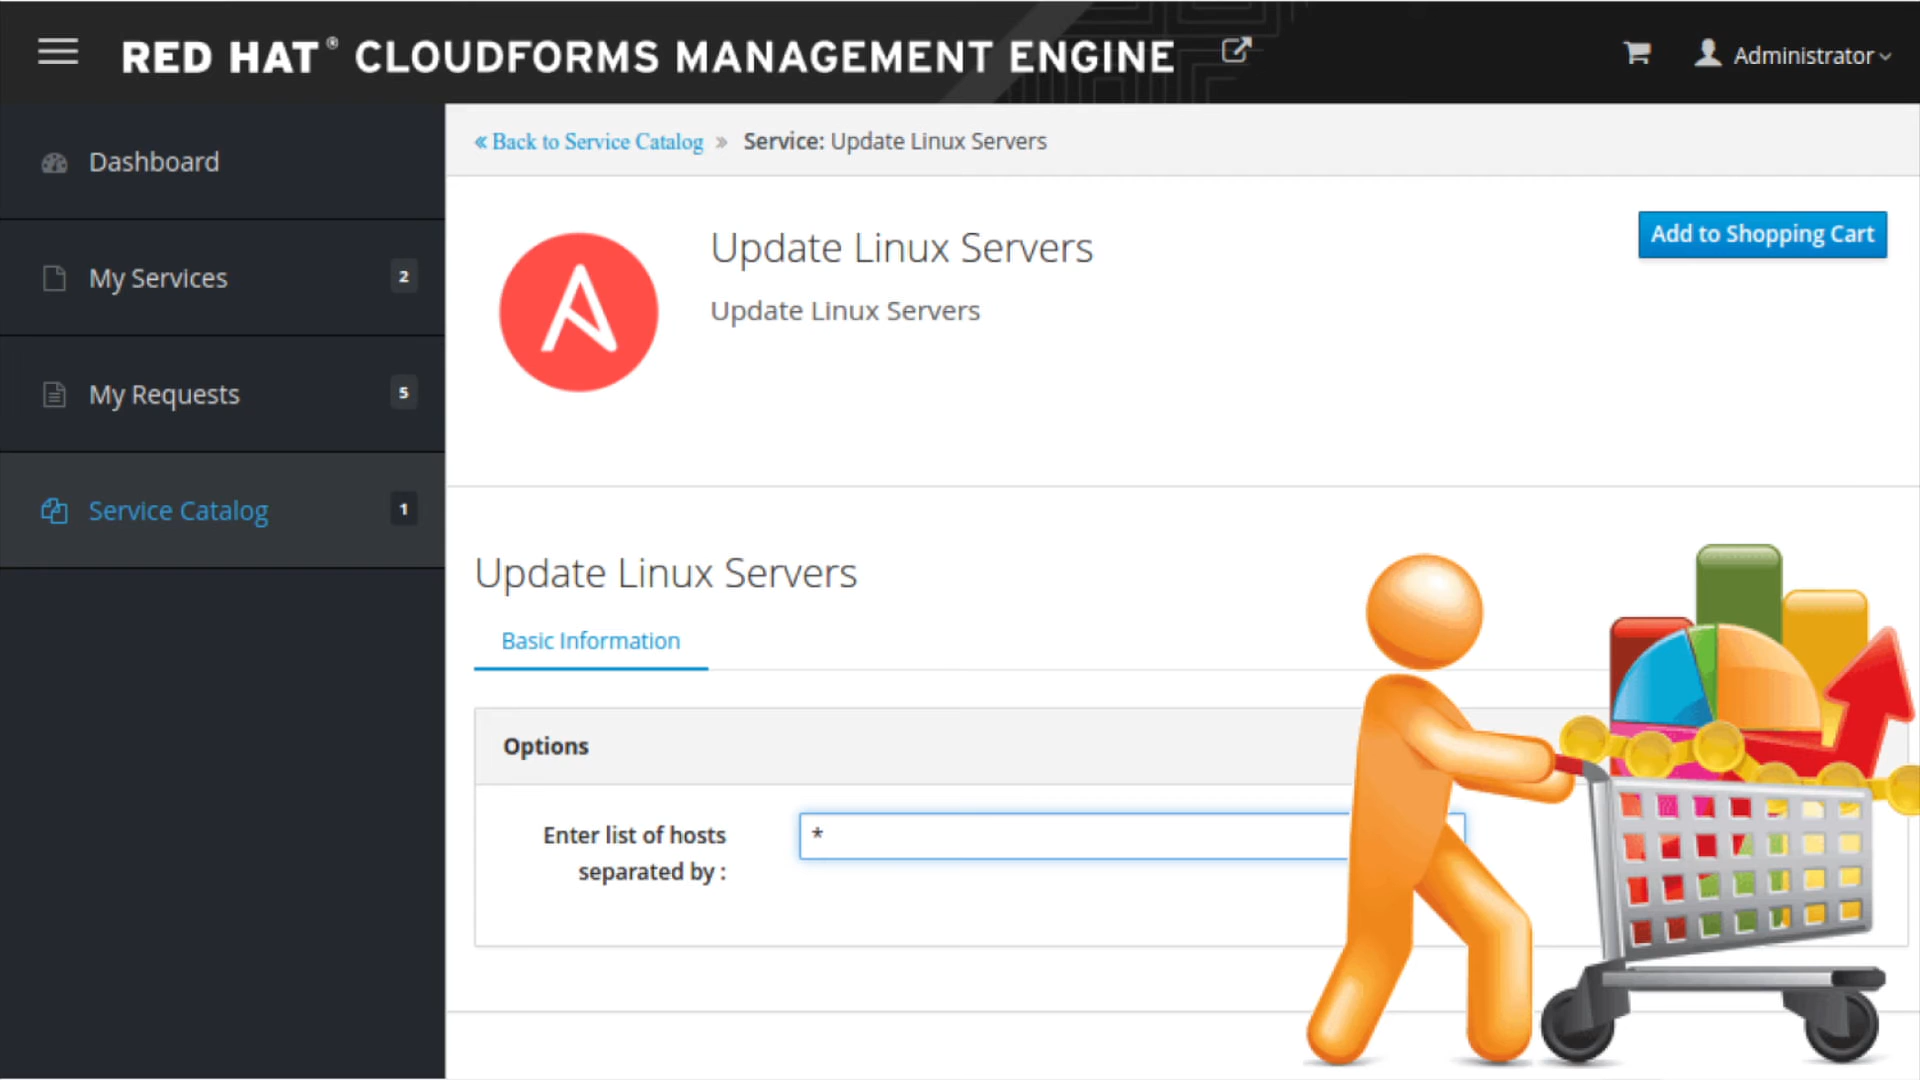 RED HAT® CLOUDFORMS MANAGEMENT ENGINE
Administrator
Dashboard
My Services 2
My Requests 5
Service Catalog 1
« Back to Service Catalog » Service: Update Linux Servers
Update Linux Servers
Add to Shopping Cart
Update Linux Servers
Update Linux Servers
Basic Information
Options
Enter list of hosts
separated by :
*